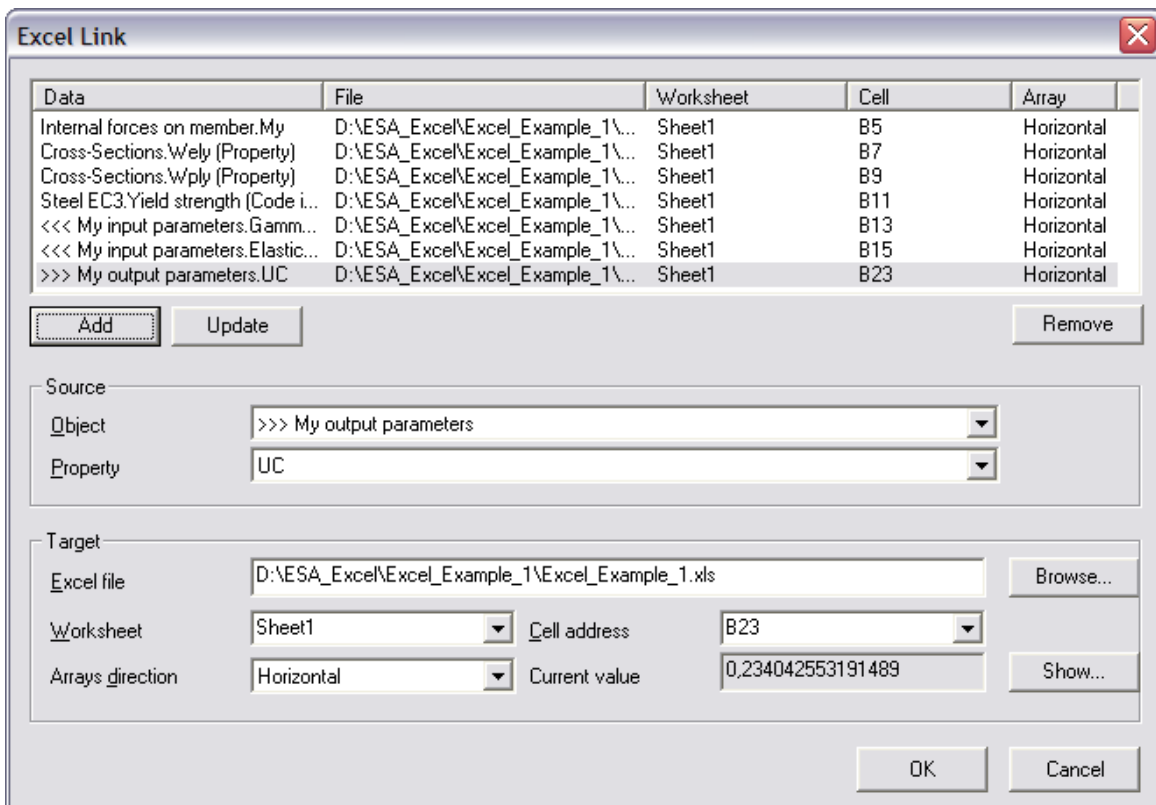 Excel Link
Data File Worksheet Cell Array
Internal forces on member.My D:\ESA_Excel\Excel_Example_1\... Sheet1 B5 Horizontal
Cross-Sections.Wely (Property) D:\ESA_Excel\Excel_Example_1\... Sheet1 B7 Horizontal
Cross-Sections.Wply (Property) D:\ESA_Excel\Excel_Example_1\... Sheet1 B9 Horizontal
Steel EC3.Yield strength (Code i... D:\ESA_Excel\Excel_Example_1\... Sheet1 B11 Horizontal
<<< My input parameters.Gamm... D:\ESA_Excel\Excel_Example_1\... Sheet1 B13 Horizontal
<<< My input parameters.Elastic... D:\ESA_Excel\Excel_Example_1\... Sheet1 B15 Horizontal
>>> My output parameters.UC D:\ESA_Excel\Excel_Example_1\... Sheet1 B23 Horizontal
Add Update Remove
Source
Object >>> My output parameters
Property UC
Target
Excel file D:\ESA_Excel\Excel_Example_1\Excel_Example_1.xls Browse...
Worksheet Sheet1 Cell address B23
Arrays direction Horizontal Current value 0,234042553191489 Show...
OK Cancel